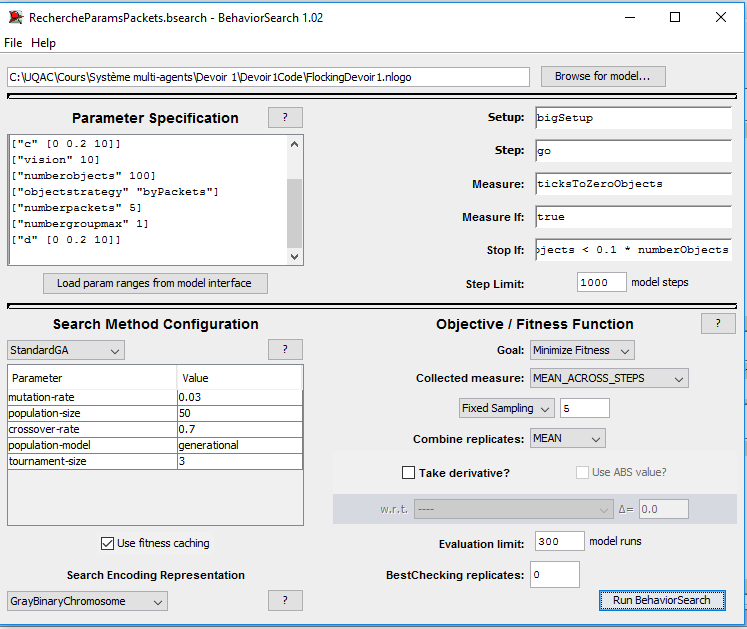 RechercheParamsPackets.bsearch - BehaviorSearch 1.02
File Help
C:\UQAC\Cours\Système multi-agents\Devoir 1\Devoir1Code\FlockingDevoir1.nlogo
Browse for model...
Parameter Specification
?
["c" [0 0.2 10]]
["vision" 10]
["numberobjects" 100]
["objectstrategy" "byPackets"]
["numberpackets" 5]
["numbergroupmax" 1]
["d" [0 0.2 10]]
Load param ranges from model interface
Setup: bigSetup
Step: go
Measure: ticksToZeroObjects
Measure If: true
Stop If: bjects < 0.1 * numberObjects
Step Limit: 1000 model steps
Search Method Configuration
StandardGA
?
Parameter Value
mutation-rate 0.03
population-size 50
crossover-rate 0.7
population-model generational
tournament-size 3
Use fitness caching
Search Encoding Representation
GrayBinaryChromosome
?
Objective / Fitness Function
?
Goal: Minimize Fitness
Collected measure: MEAN_ACROSS_STEPS
Fixed Sampling 5
Combine replicates: MEAN
Take derivative? Use ABS value?
w.r.t. ---- Δ= 0.0
Evaluation limit: 300 model runs
BestChecking replicates: 0
Run BehaviorSearch